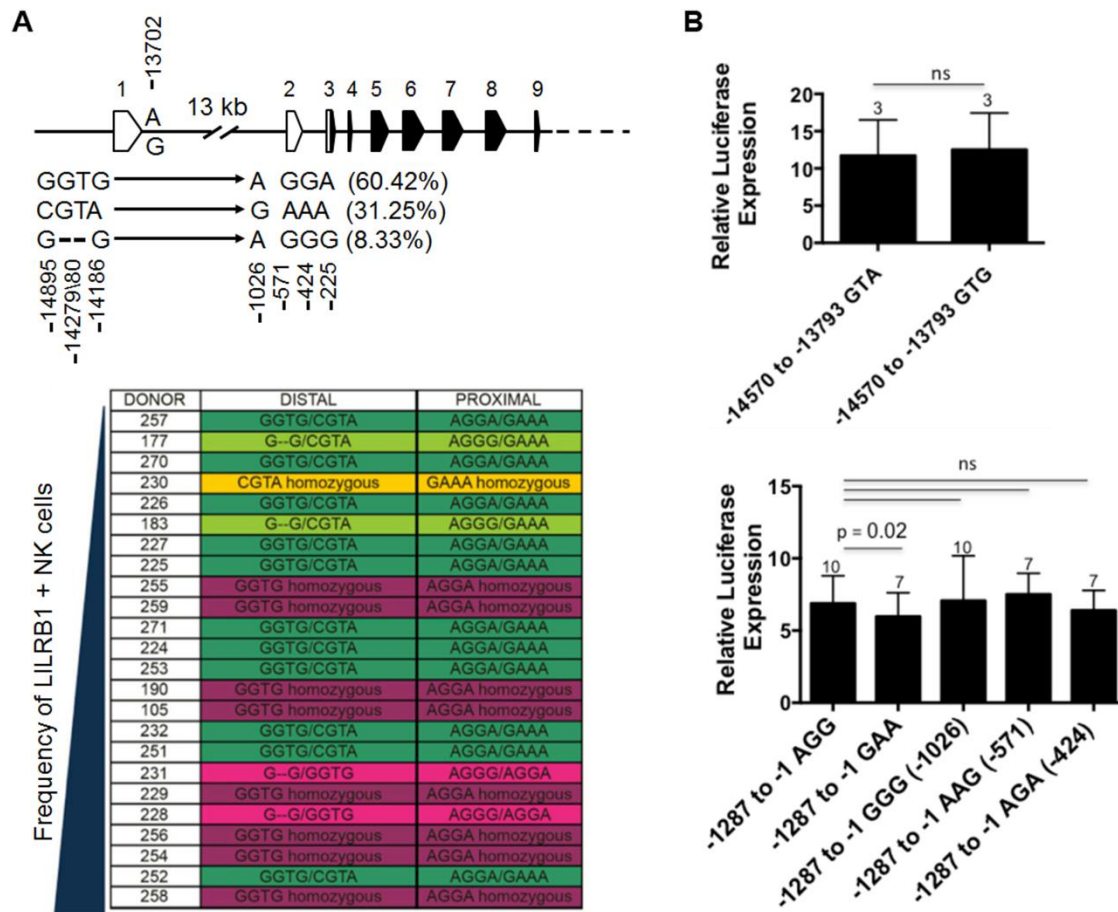 A
-13702
1 2 3 4 5 6 7 8 9
A
13 kb
G
GGTG A GGA (60.42%)
CGTA G AAA (31.25%)
G--G A GGG (8.33%)
-14895
-14279\80
-14186
-1026
-571
-424
-225
Frequency of LILRB1 + NK cells
DONOR DISTAL PROXIMAL
257 GGTG/CGTA AGGA/GAAA
177 G--G/CGTA AGGG/GAAA
270 GGTG/CGTA AGGA/GAAA
230 CGTA homozygous GAAA homozygous
226 GGTG/CGTA AGGA/GAAA
183 G--G/CGTA AGGG/GAAA
227 GGTG/CGTA AGGA/GAAA
225 GGTG/CGTA AGGA/GAAA
255 GGTG homozygous AGGA homozygous
259 GGTG homozygous AGGA homozygous
271 GGTG/CGTA AGGA/GAAA
224 GGTG/CGTA AGGA/GAAA
253 GGTG/CGTA AGGA/GAAA
190 GGTG homozygous AGGA homozygous
105 GGTG homozygous AGGA homozygous
232 GGTG/CGTA AGGA/GAAA
251 GGTG/CGTA AGGA/GAAA
231 G--G/GGTG AGGG/AGGA
229 GGTG homozygous AGGA homozygous
228 G--G/GGTG AGGG/AGGA
256 GGTG homozygous AGGA homozygous
254 GGTG homozygous AGGA homozygous
252 GGTG/CGTA AGGA/GAAA
258 GGTG homozygous AGGA homozygous
B
Relative Luciferase
Expression
ns
20
15
10
5
0
3 3
-14570 to -13793 GTA
-14570 to -13793 GTG
Relative Luciferase
Expression
ns
p = 0.02
15
10
5
0
10 7 10 7 7
-1287 to -1 AGG
-1287 to -1 GAA
-1287 to -1 GGG (-1026)
-1287 to -1 AAG (-571)
-1287 to -1 AGA (-424)